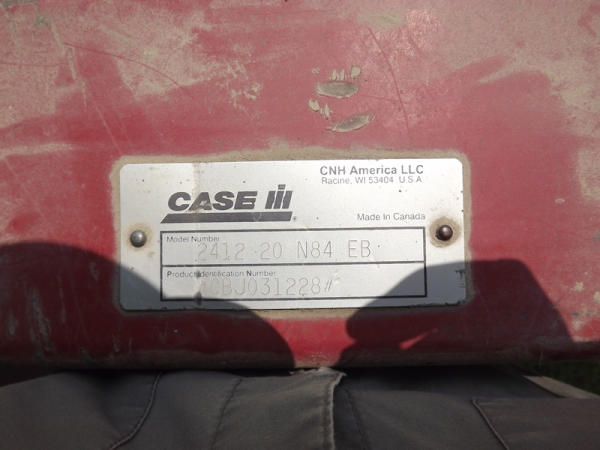 CNH America LLC
Racine, WI 53404 U.S.A.
CASE IH
Made In Canada
Model Number
2412 20 N84 EB
Product Identification Number
CBJ031228#